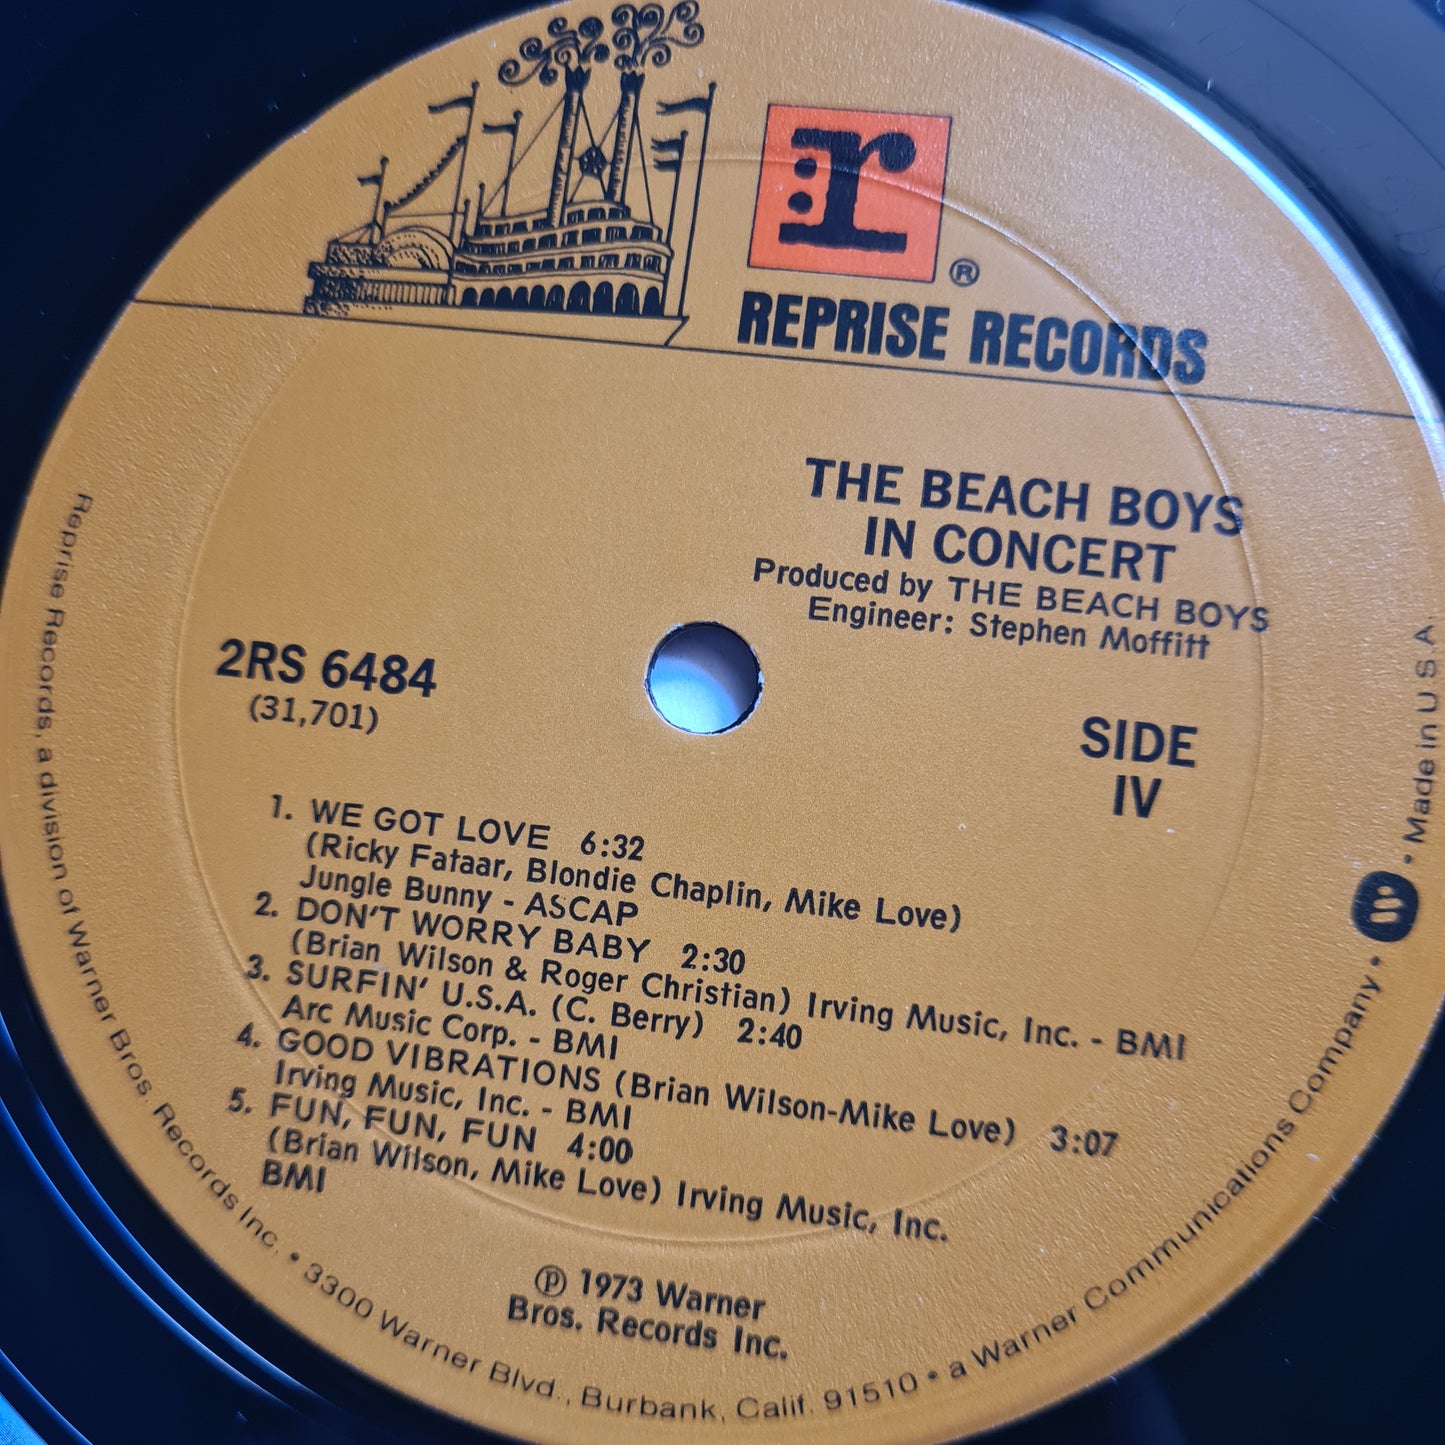 r
®
REPRISE RECORDS
THE BEACH BOYS
IN CONCERT
Produced by THE BEACH BOYS
Engineer: Stephen Moffitt
2RS 6484
(31,701)
SIDE
IV
1. WE GOT LOVE 6:32
(Ricky Fataar, Blondie Chaplin, Mike Love)
Jungle Bunny - ASCAP
2. DON'T WORRY BABY 2:30
(Brian Wilson & Roger Christian) Irving Music, Inc. - BMI
3. SURFIN' U.S.A. (C. Berry) 2:40
Arc Music Corp. - BMI
4. GOOD VIBRATIONS (Brian Wilson-Mike Love) 3:07
Irving Music, Inc. - BMI
5. FUN, FUN, FUN 4:00
(Brian Wilson, Mike Love) Irving Music, Inc.
BMI
℗ 1973 Warner
Bros. Records Inc.
Reprise Records, a division of Warner Bros. Records Inc. • 3300 Warner Blvd., Burbank, Calif. 91510 • a Warner Communications Company • W • Made in U.S.A.